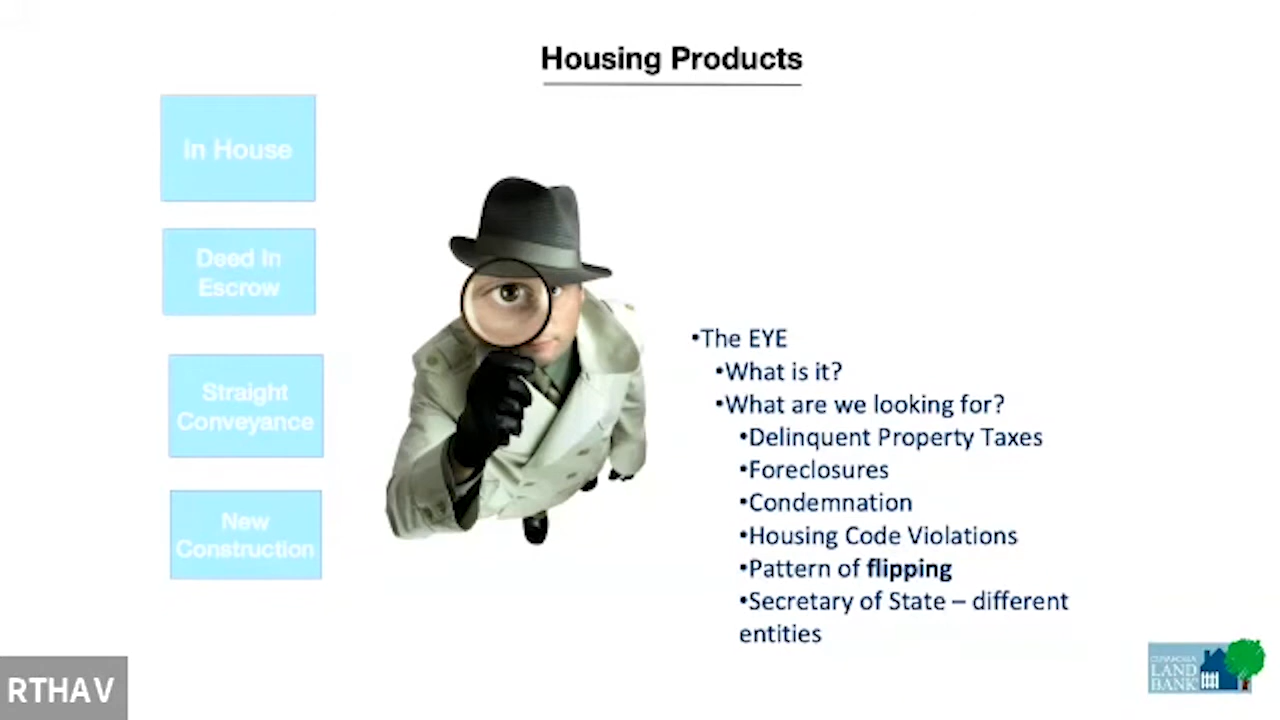 Housing Products
In House
Deed In
Escrow
Straight
Conveyance
New
Construction
•The EYE
•What is it?
•What are we looking for?
•Delinquent Property Taxes
•Foreclosures
•Condemnation
•Housing Code Violations
•Pattern of flipping
•Secretary of State – different
entities
CUYAHOGA
LAND
BANK
RTHAV